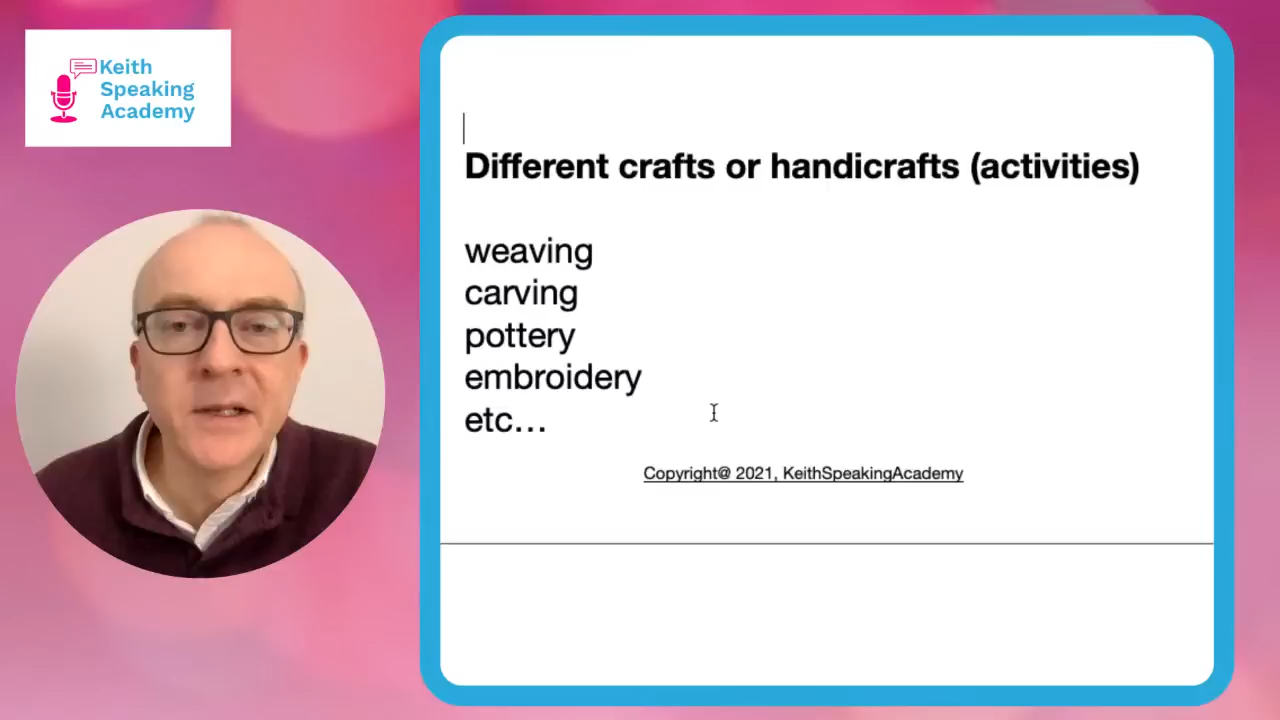 Keith
Speaking
Academy
Different crafts or handicrafts (activities)
weaving
carving
pottery
embroidery
etc...
Copyright@ 2021, KeithSpeakingAcademy